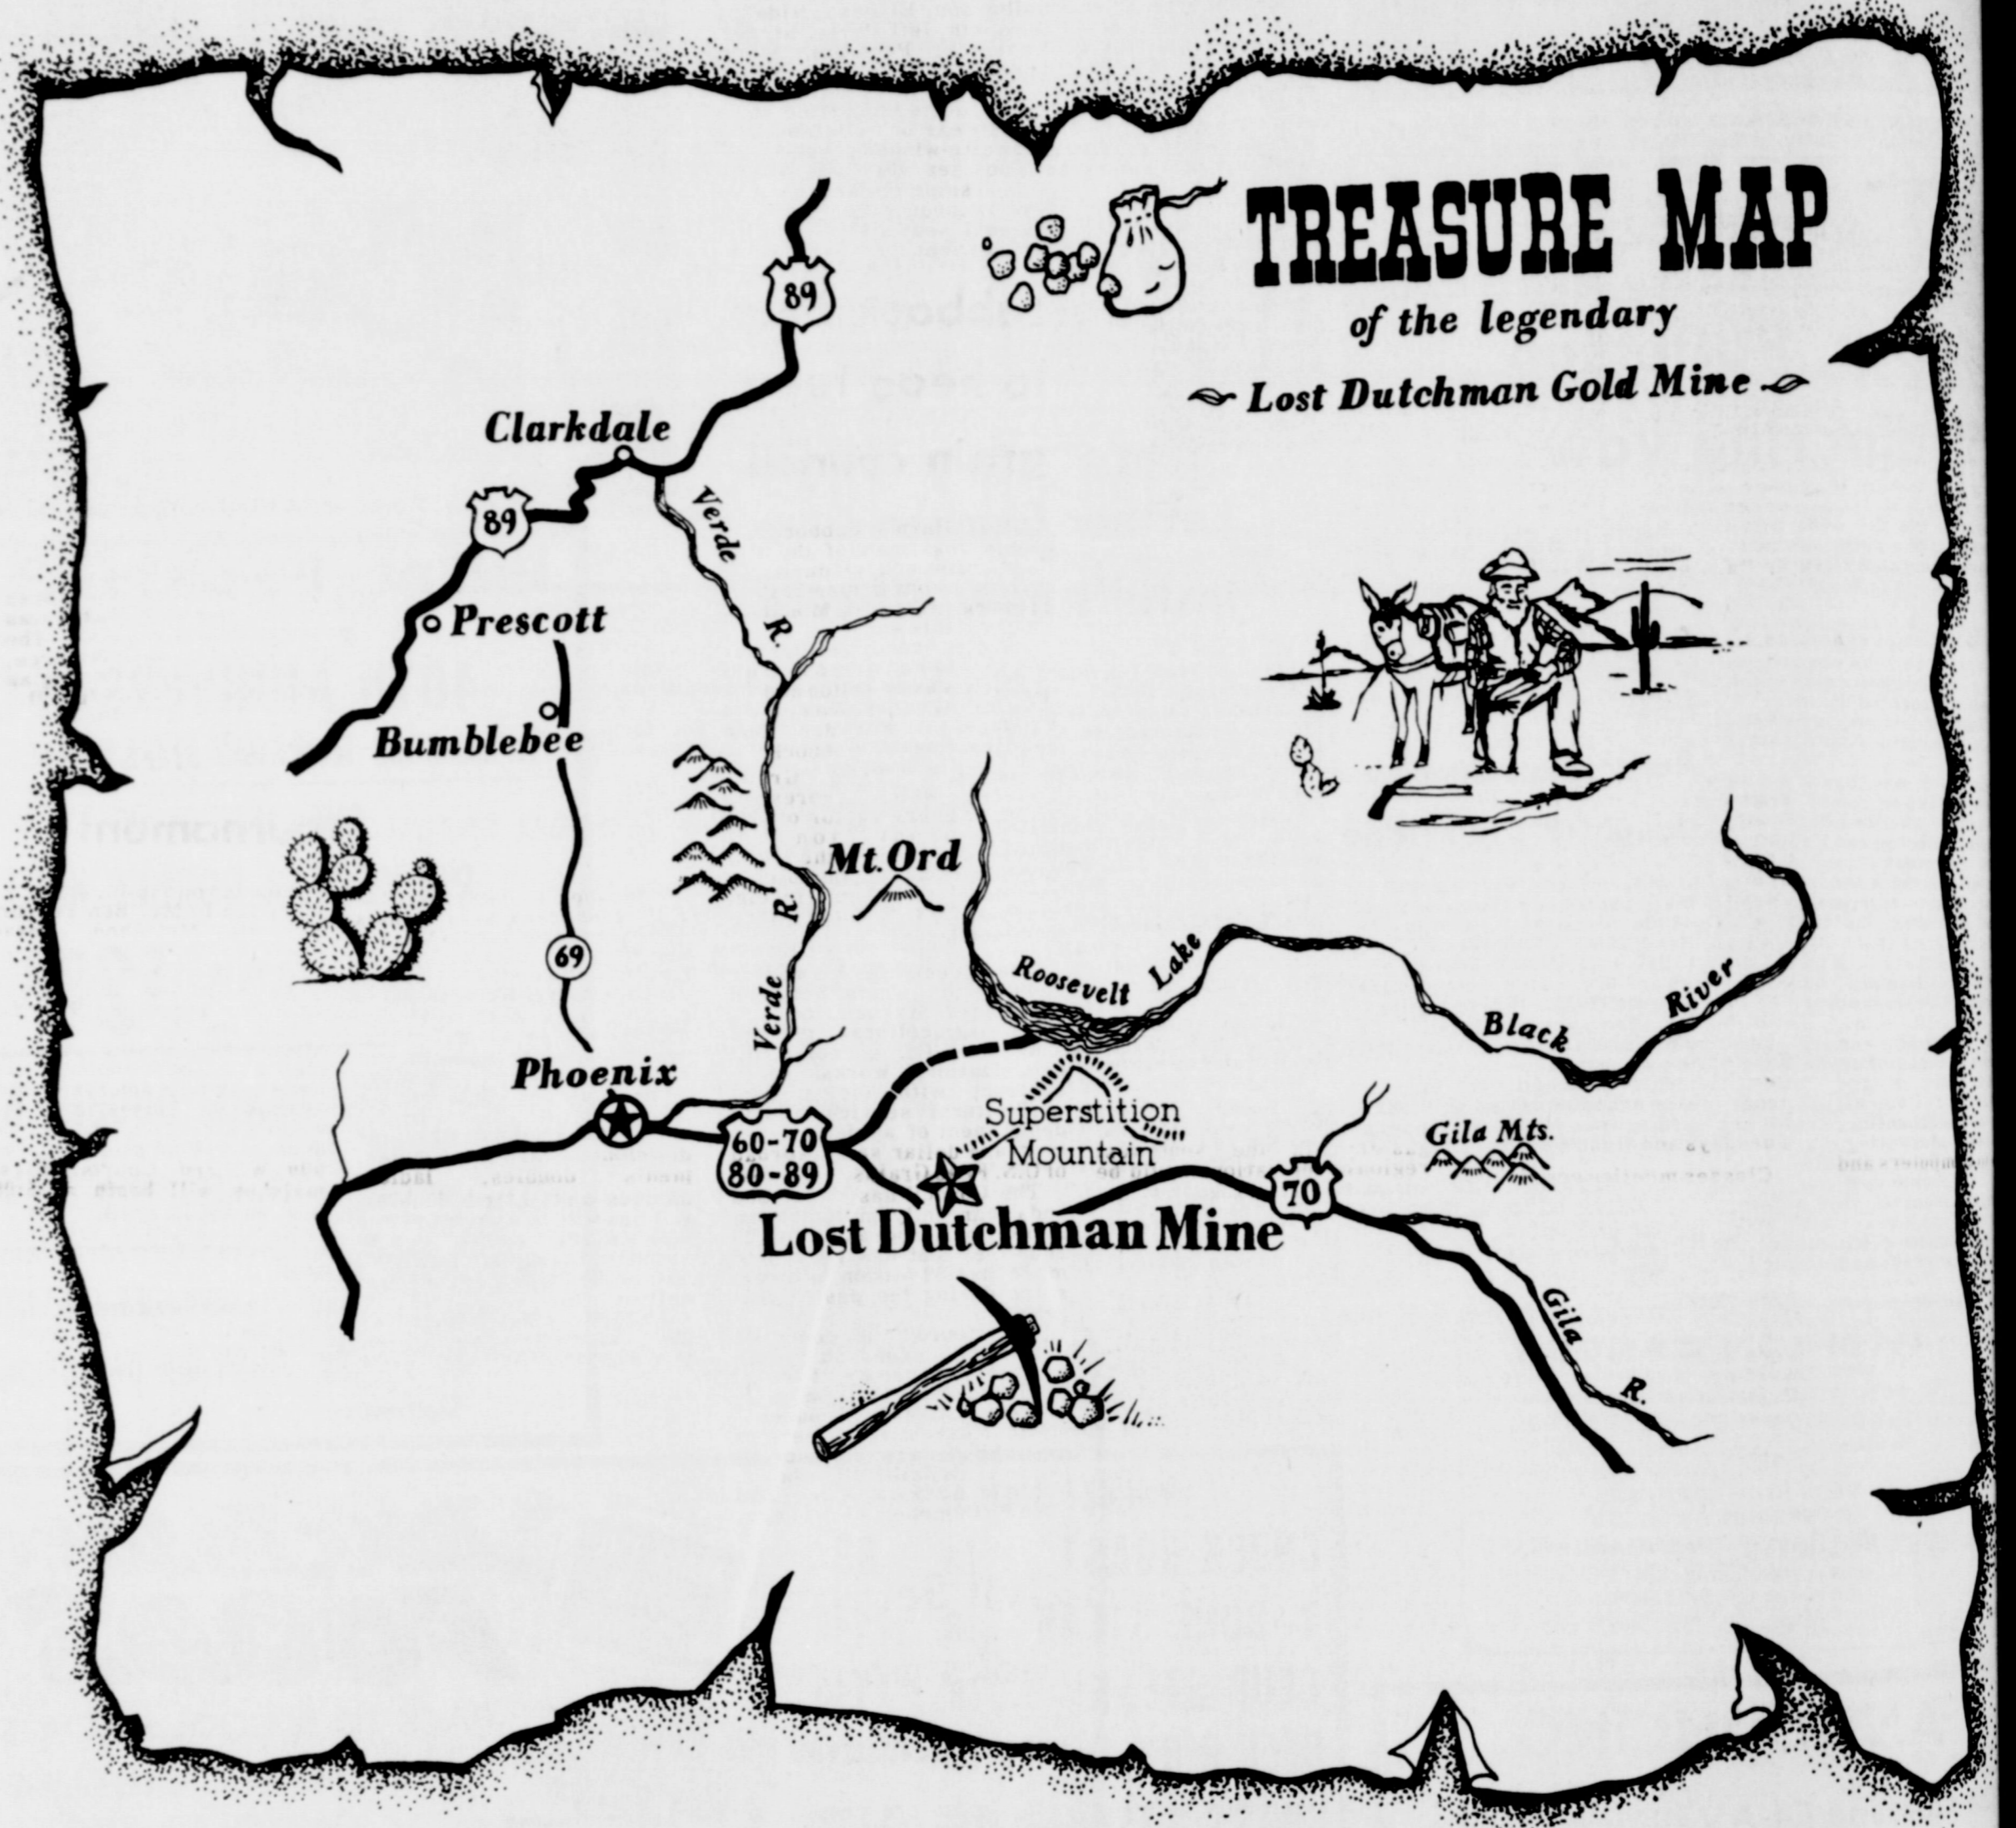 TREASURE MAP
of the legendary
Lost Dutchman Gold Mine
89
Clarkdale
89
Verde
R.
Prescott
Bumblebee
Mt. Ord
R.
Verde
69
Roosevelt Lake
Black River
Phoenix
60-70
80-89
Superstition
Mountain
Gila Mts.
70
Lost Dutchman Mine
Gila
R.